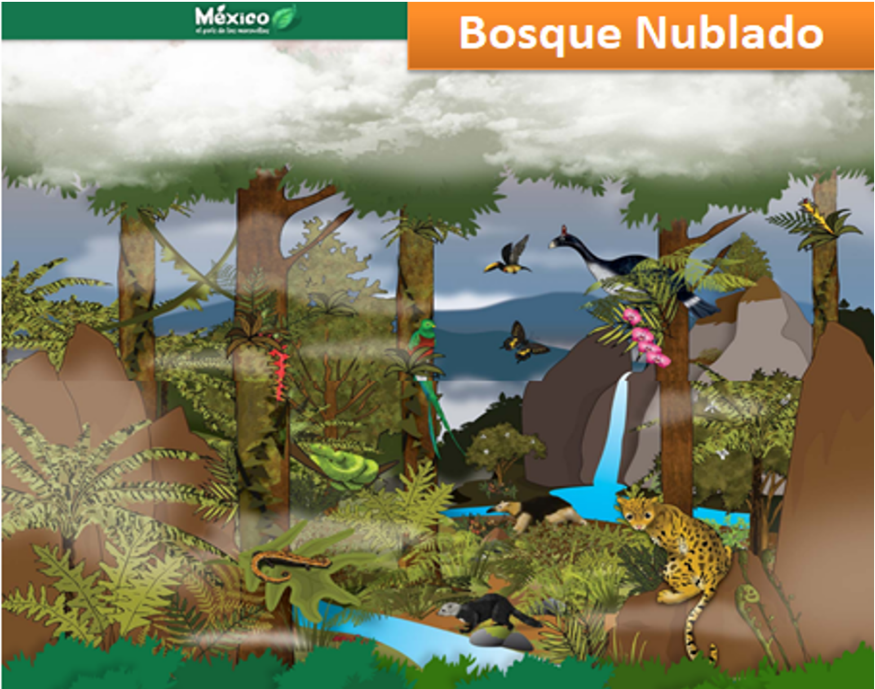 México
el país de las maravillas
Bosque Nublado